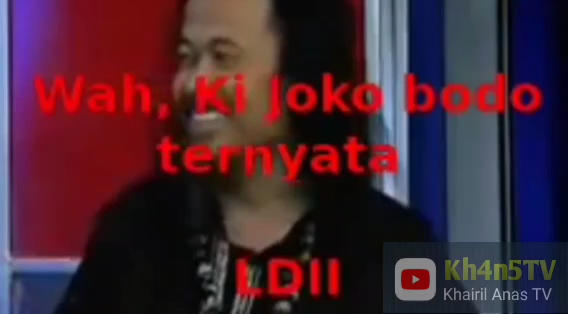 Wah, Ki Joko bodo
ternyata
LDII
Kh4n5TV
Khairil Anas TV